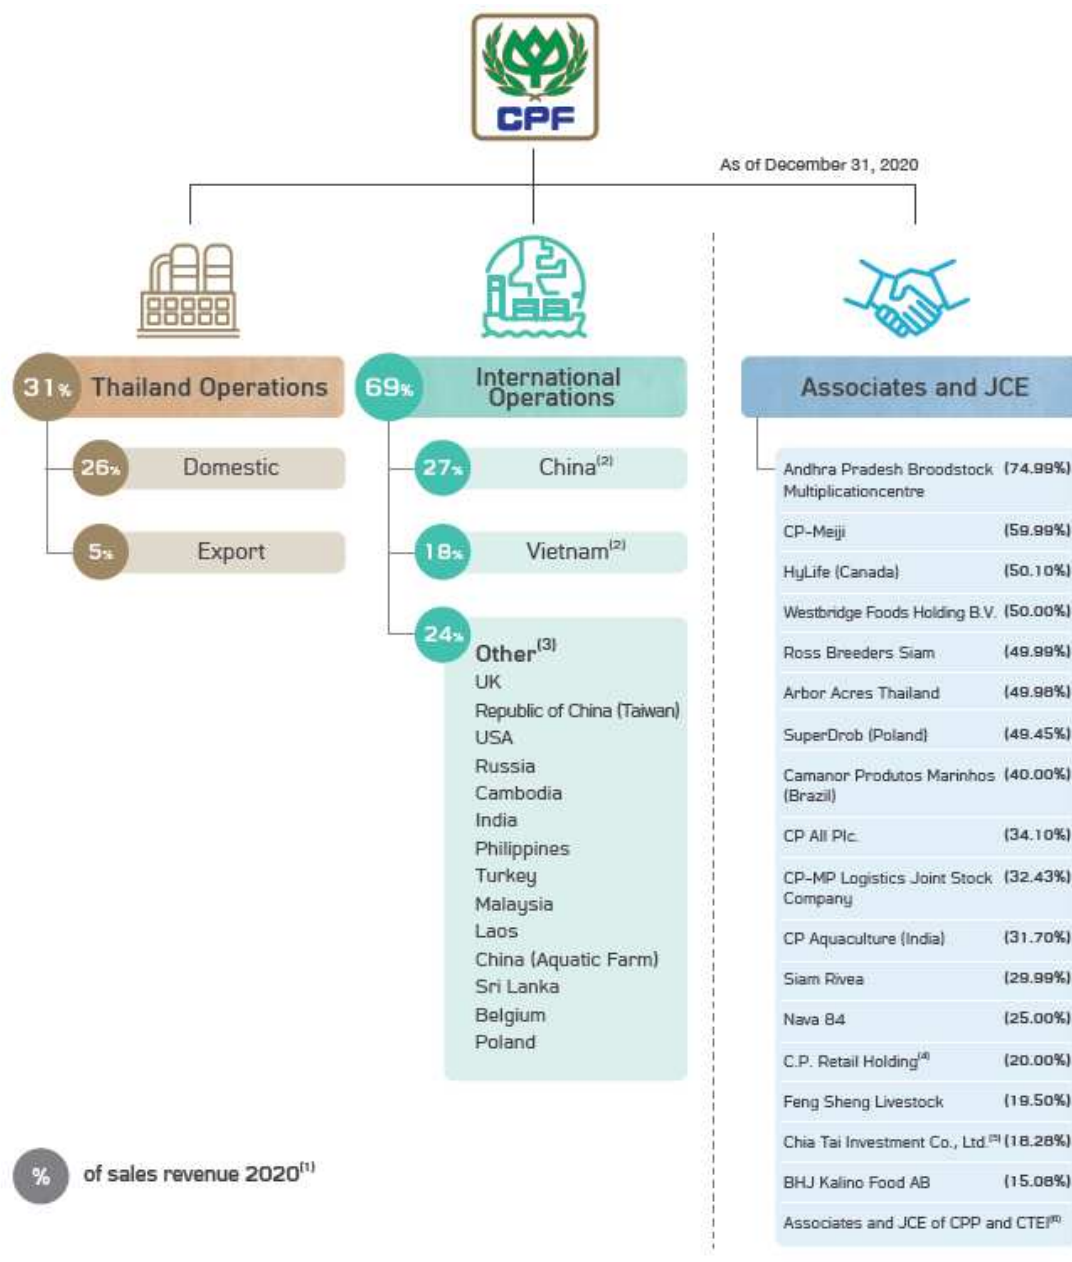 CPF
As of December 31, 2020
31% Thailand Operations
26% Domestic
5% Export
69% International
Operations
27% China(2)
18% Vietnam(2)
24% Other(3)
UK
Republic of China (Taiwan)
USA
Russia
Cambodia
India
Philippines
Turkey
Malaysia
Laos
China (Aquatic Farm)
Sri Lanka
Belgium
Poland
Associates and JCE
Andhra Pradesh Broodstock (74.99%)
Multiplicationcentre
CP-Meiji (59.99%)
HyLife (Canada) (50.10%)
Westbridge Foods Holding B.V. (50.00%)
Ross Breeders Siam (49.99%)
Arbor Acres Thailand (49.98%)
SuperDrob (Poland) (49.45%)
Camanor Produtos Marinhos (40.00%)
(Brazil)
CP All Plc. (34.10%)
CP-MP Logistics Joint Stock (32.43%)
Company
CP Aquaculture (India) (31.70%)
Siam Rivea (29.99%)
Nava 84 (25.00%)
C.P. Retail Holding(4) (20.00%)
Feng Sheng Livestock (19.50%)
Chia Tai Investment Co., Ltd.(5) (18.28%)
BHJ Kalino Food AB (15.08%)
Associates and JCE of CPP and CTEI(6)
% of sales revenue 2020(1)